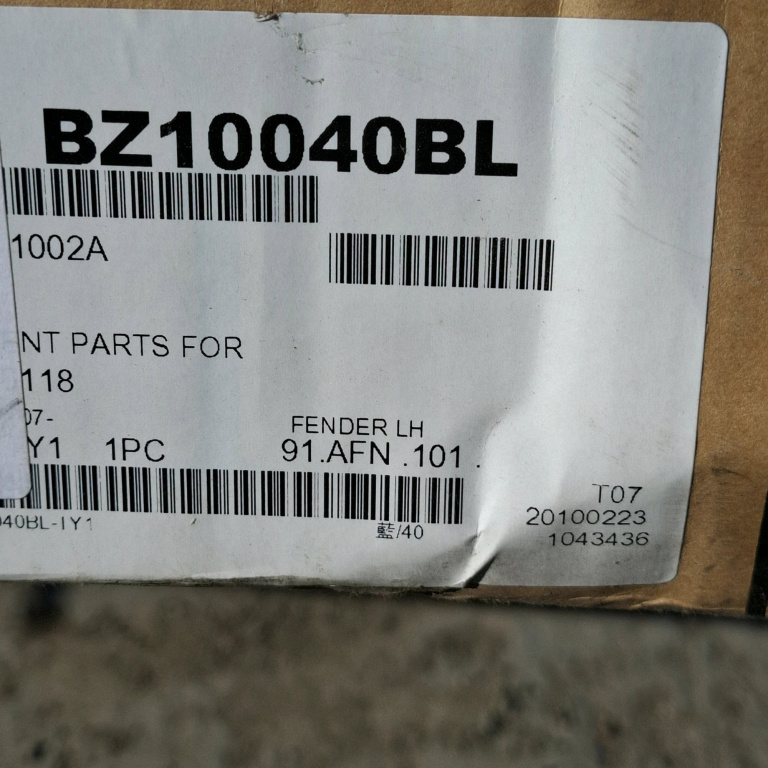 BZ10040BL
1002A
NT PARTS FOR
118
07-
FENDER LH
Y1 1PC 91.AFN .101 .
T07
040BL-IY1
藍/40
20100223
1043436